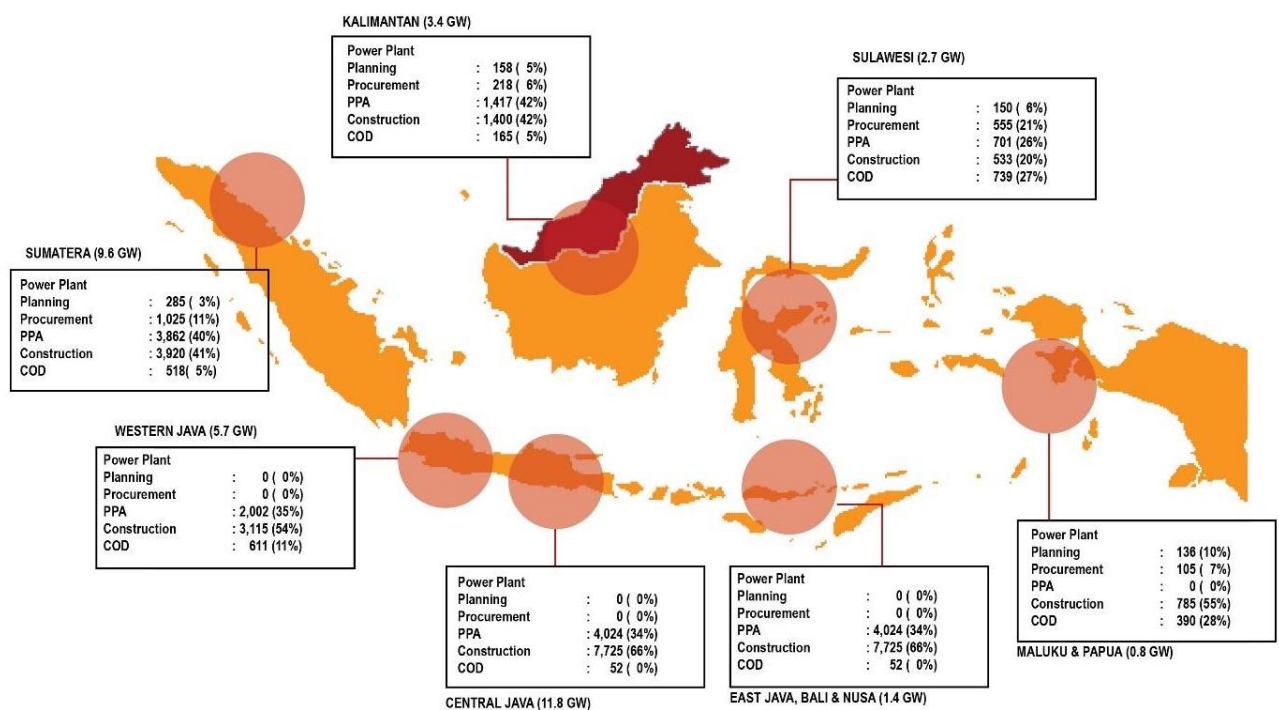 KALIMANTAN (3.4 GW)
Power Plant
Planning : 158 ( 5%)
Procurement : 218 ( 6%)
PPA : 1,417 (42%)
Construction : 1,400 (42%)
COD : 165 ( 5%)
SULAWESI (2.7 GW)
Power Plant
Planning : 150 ( 6%)
Procurement : 555 (21%)
PPA : 701 (26%)
Construction : 533 (20%)
COD : 739 (27%)
SUMATERA (9.6 GW)
Power Plant
Planning : 285 ( 3%)
Procurement : 1,025 (11%)
PPA : 3,862 (40%)
Construction : 3,920 (41%)
COD : 518( 5%)
WESTERN JAVA (5.7 GW)
Power Plant
Planning : 0 ( 0%)
Procurement : 0 ( 0%)
PPA : 2,002 (35%)
Construction : 3,115 (54%)
COD : 611 (11%)
Power Plant
Planning : 0 ( 0%)
Procurement : 0 ( 0%)
PPA : 4,024 (34%)
Construction : 7,725 (66%)
COD : 52 ( 0%)
CENTRAL JAVA (11.8 GW)
Power Plant
Planning : 0 ( 0%)
Procurement : 0 ( 0%)
PPA : 4,024 (34%)
Construction : 7,725 (66%)
COD : 52 ( 0%)
EAST JAVA, BALI & NUSA (1.4 GW)
Power Plant
Planning : 136 (10%)
Procurement : 105 ( 7%)
PPA : 0 ( 0%)
Construction : 785 (55%)
COD : 390 (28%)
MALUKU & PAPUA (0.8 GW)